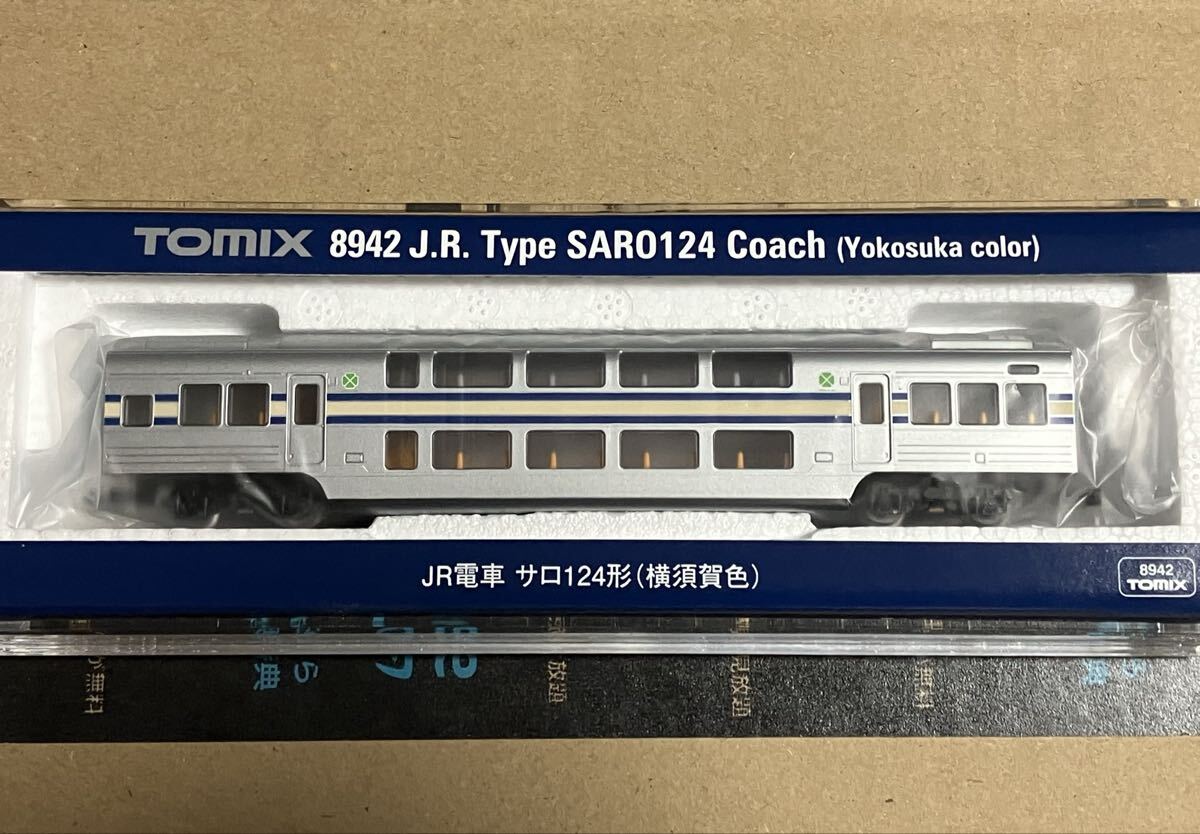 TOMIX 8942 J.R. Type SARO124 Coach (Yokosuka color)
JR電車 サロ124形(横須賀色)
8942
TOMIX